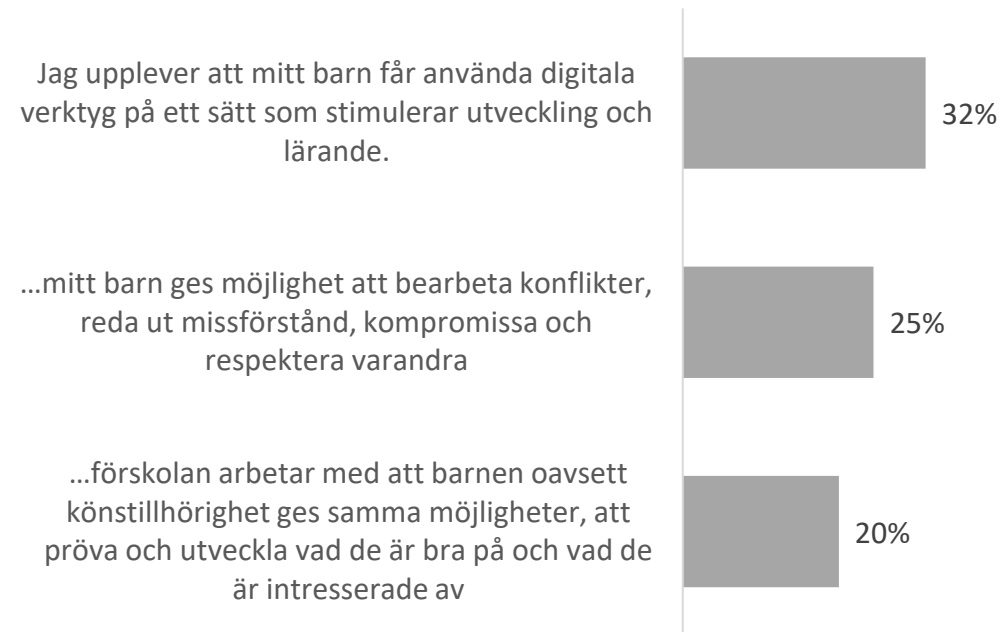 Jag upplever att mitt barn får använda digitala
verktyg på ett sätt som stimulerar utveckling och
lärande.
32%
...mitt barn ges möjlighet att bearbeta konflikter,
reda ut missförstånd, kompromissa och
respektera varandra
25%
...förskolan arbetar med att barnen oavsett
könstillhörighet ges samma möjligheter, att
pröva och utveckla vad de är bra på och vad de
är intresserade av
20%